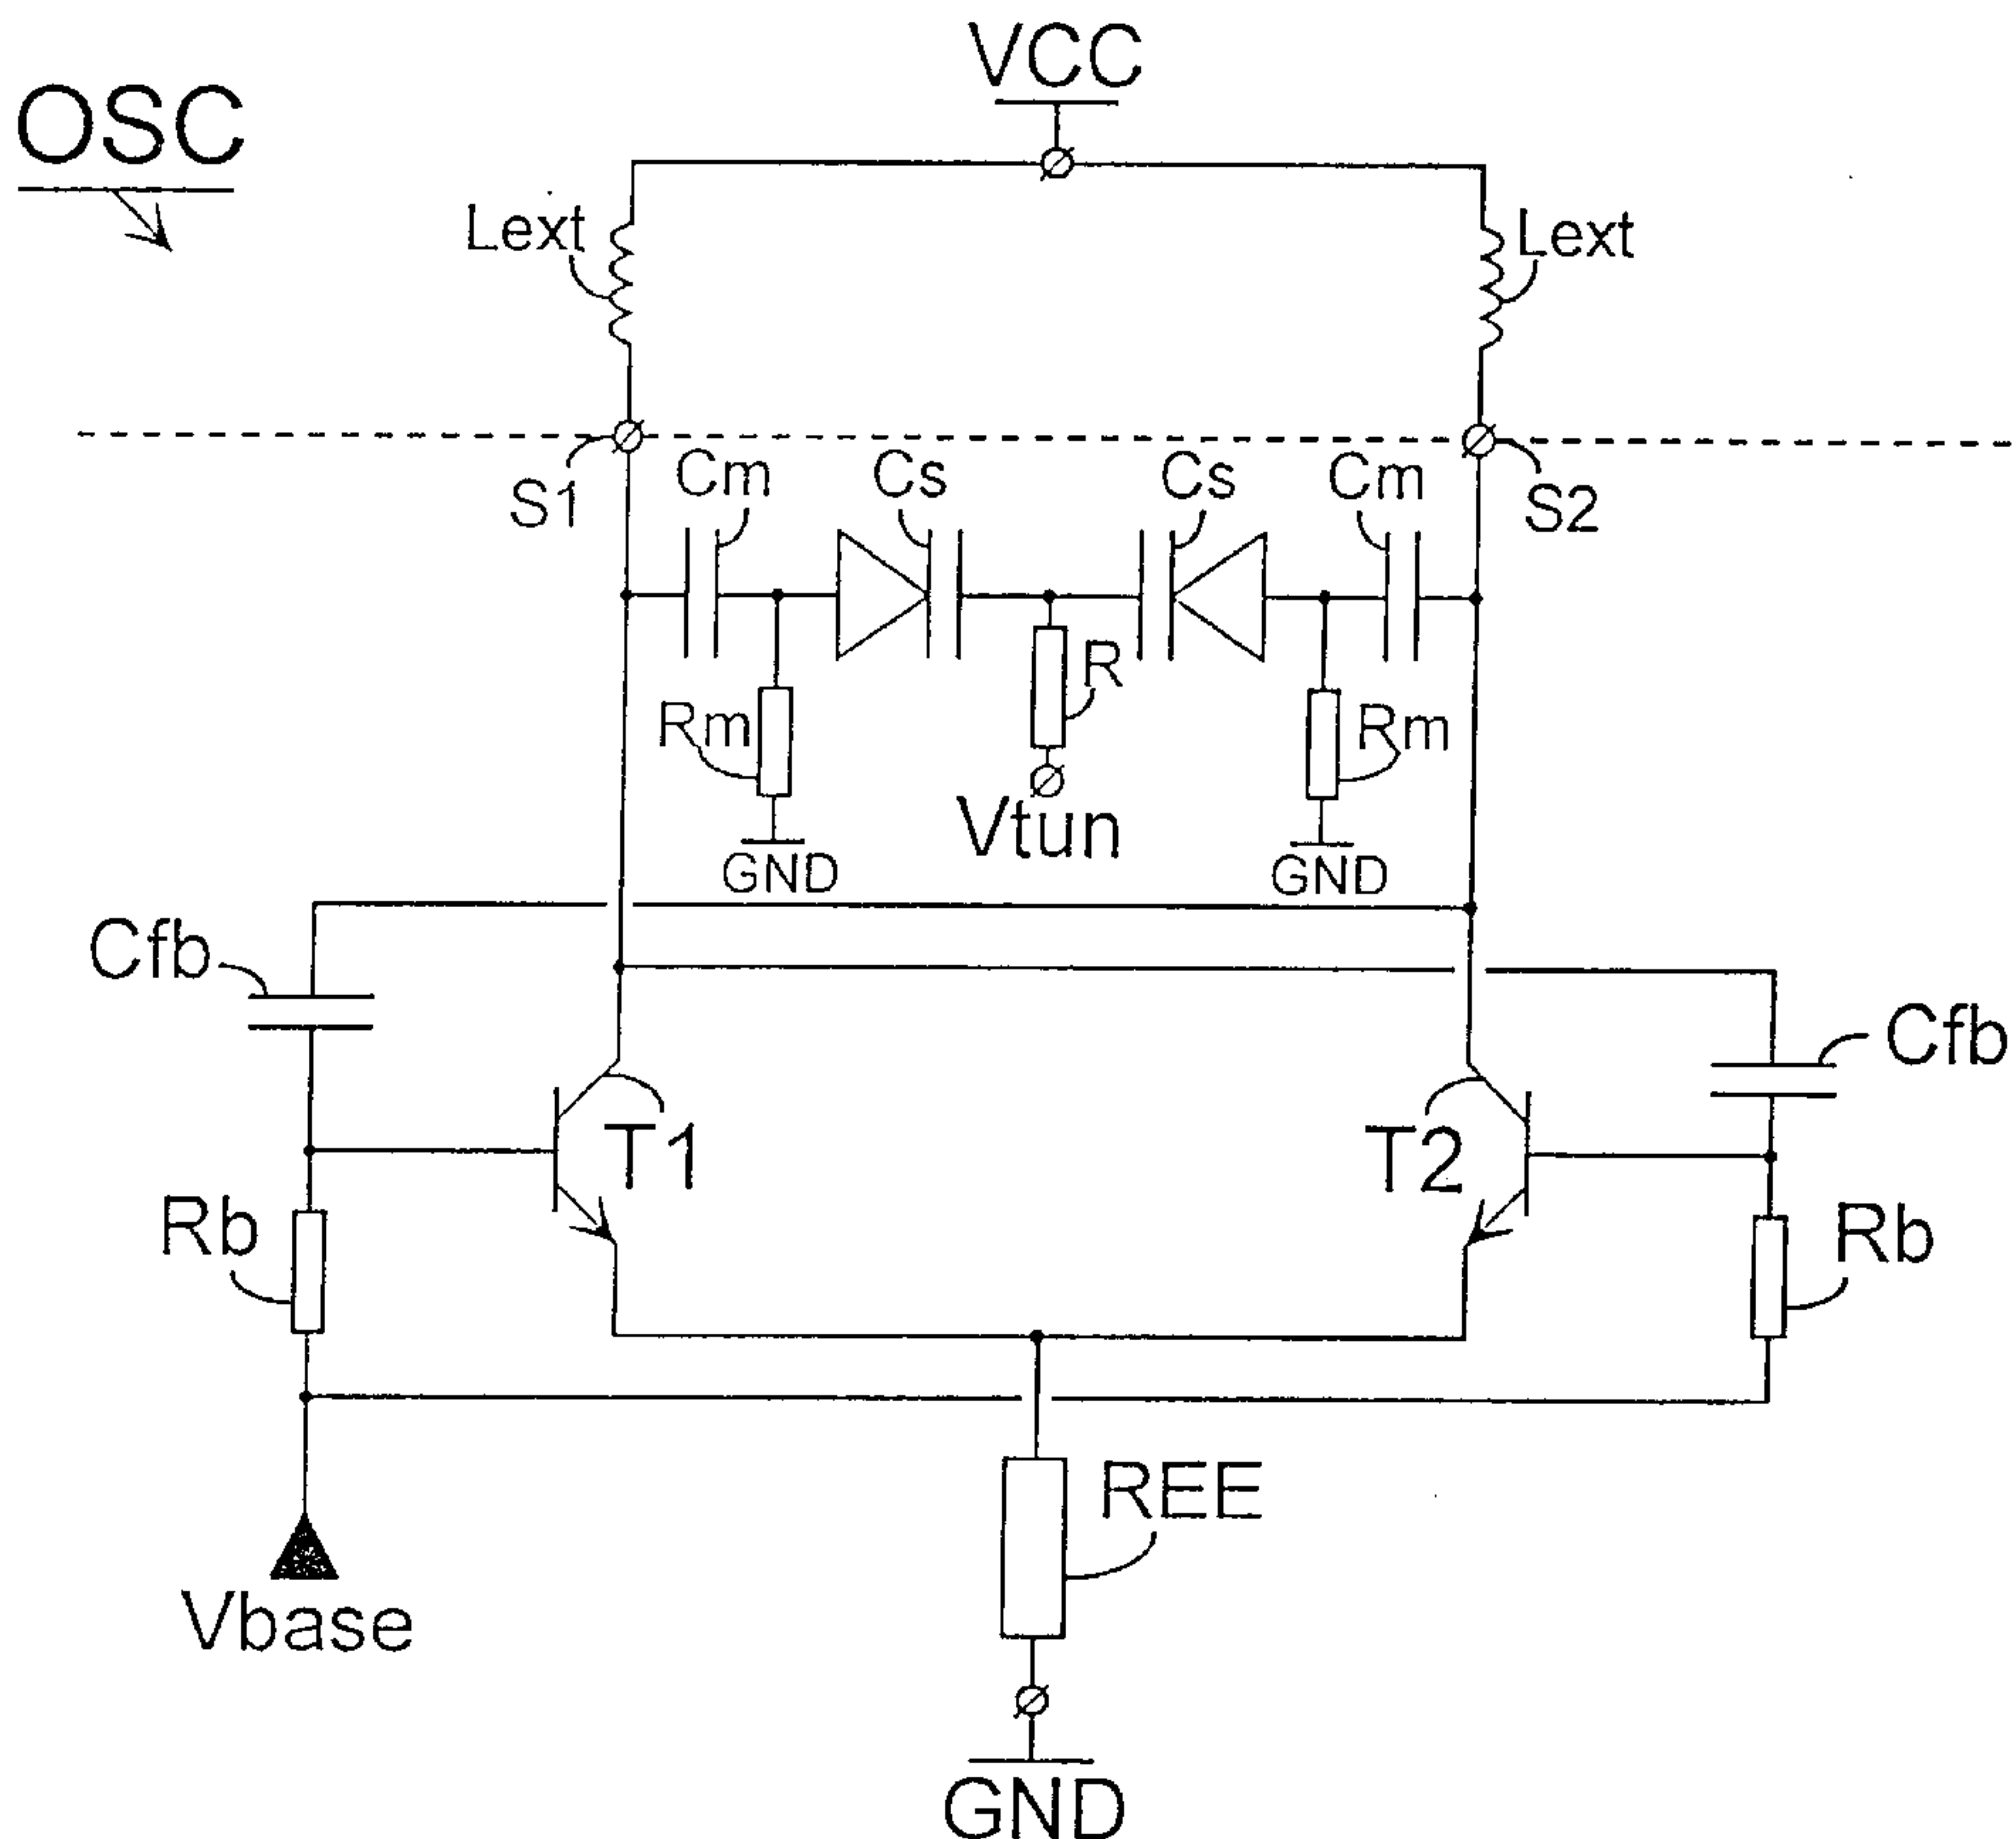 VCC
OSC
Lext
Lext
S1
Cm
Cs
Cs
Cm
S2
Rm
R
Rm
Vtun
GND
GND
Cfb
Cfb
T1
T2
Rb
Rb
REE
Vbase
GND